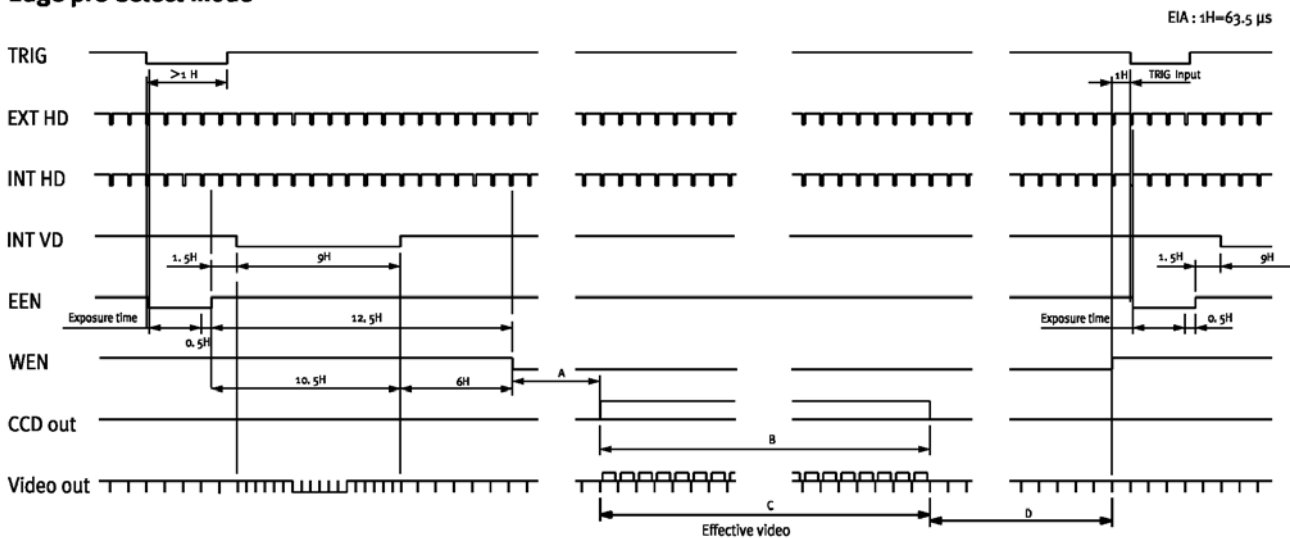 Edge pre-select Mode
EIA : 1H=63.5 µs
TRIG
>1 H
1H
TRIG Input
EXT HD
INT HD
INT VD
1. 5H
9H
1. 5H
9H
EEN
Exposure time
0. 5H
12. 5H
Exposure time
0. 5H
WEN
10. 5H
6H
A
CCD out
B
Video out
C
Effective video
D